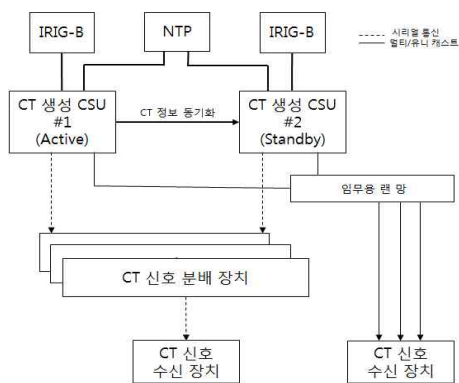 IRIG-B
NTP
IRIG-B
시리얼 통신
멀티/유니 캐스트
CT 생성 CSU
#1
(Active)
CT 정보 동기화
CT 생성 CSU
#2
(Standby)
임무용 랜 망
CT 신호 분배 장치
CT 신호
수신 장치
CT 신호
수신 장치